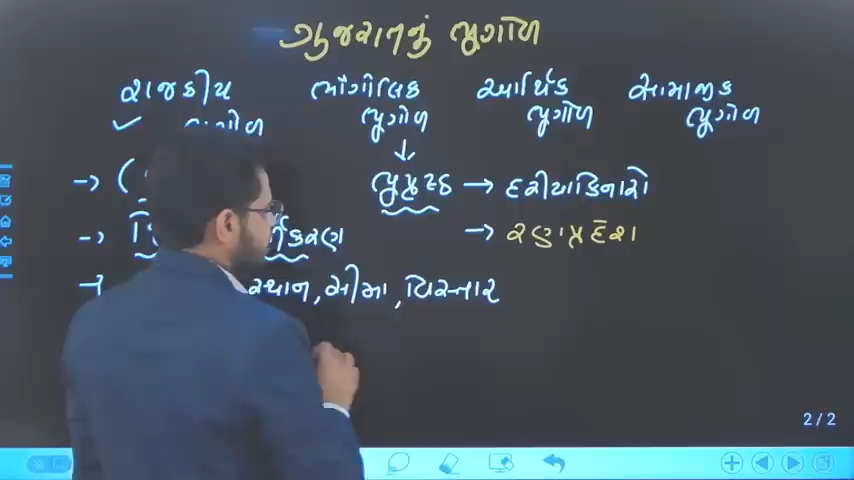 ગુજરાતનું ભુગોળ
રાજકીય ભૌગોલિક આર્થિક સામાજીક
ભુગોળ ભુગોળ ભુગોળ
→ ( ભુપૃષ્ઠ → દરીયાકિનારો
→ → રણપ્રદેશ
સ્થાન, સીમા, વિસ્તાર
2/2